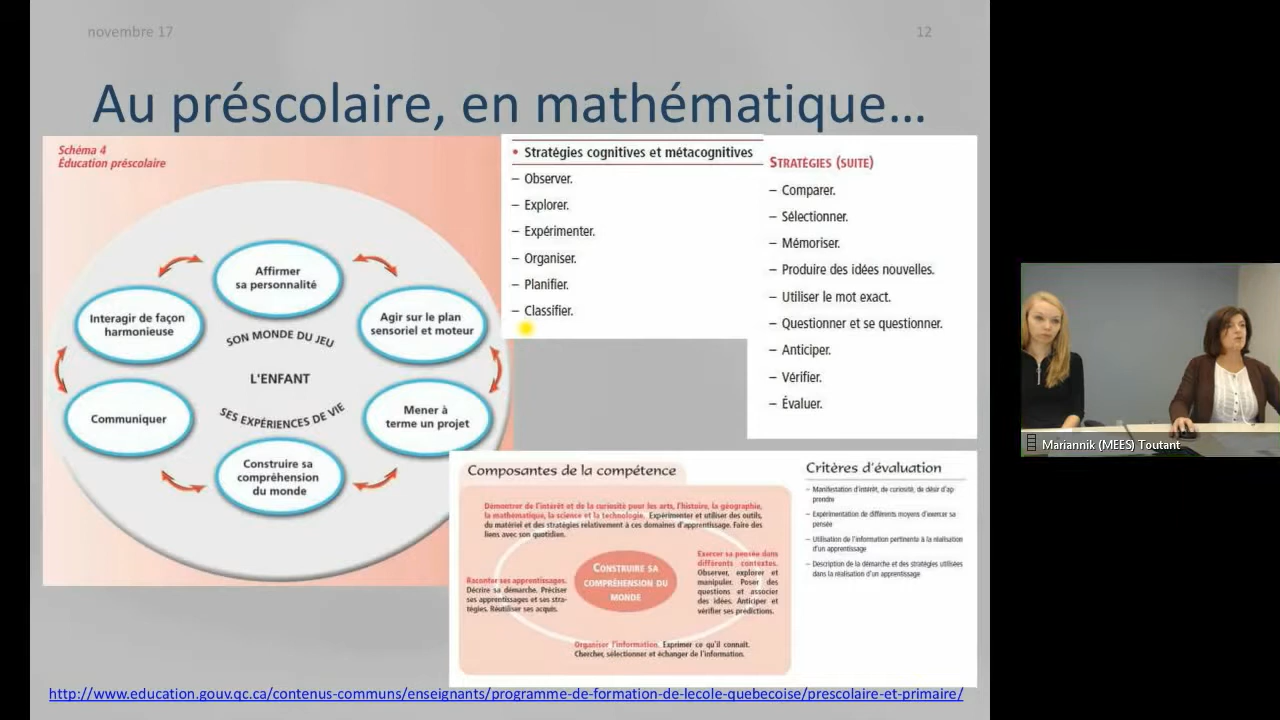 novembre 17
12
Au préscolaire, en mathématique...
Schéma 4
Éducation préscolaire
Affirmer
sa personnalité
Interagir de façon
harmonieuse
Agir sur le plan
sensoriel et moteur
SON MONDE DU JEU
L'ENFANT
SES EXPÉRIENCES DE VIE
Communiquer
Mener à
terme un projet
Construire sa
compréhension
du monde
• Stratégies cognitives et métacognitives
– Observer.
– Explorer.
– Expérimenter.
– Organiser.
– Planifier.
– Classifier.
STRATÉGIES (SUITE)
– Comparer.
– Sélectionner.
– Mémoriser.
– Produire des idées nouvelles.
– Utiliser le mot exact.
– Questionner et se questionner.
– Anticiper.
– Vérifier.
– Évaluer.
Composantes de la compétence
Démontrer de l'intérêt et de la curiosité pour les arts, l'histoire, la géographie,
la mathématique, la science et la technologie. Expérimenter et utiliser des outils,
du matériel et des stratégies relativement à ces domaines d'apprentissage. Faire des
liens avec son quotidien.
Exercer sa pensée dans
différents contextes.
Observer, explorer et
manipuler. Poser des
questions et associer
des idées. Anticiper et
vérifier ses prédictions.
CONSTRUIRE SA
COMPRÉHENSION DU
MONDE
Raconter ses apprentissages.
Décrire sa démarche. Préciser
ses apprentissages et ses stra-
tégies. Réutiliser ses acquis.
Organiser l'information. Exprimer ce qu'il connaît.
Chercher, sélectionner et échanger de l'information.
Critères d'évaluation
– Manifestation d'intérêt, de curiosité, de désir d'ap-
prendre
– Expérimentation de différents moyens d'exercer sa
pensée
– Utilisation de l'information pertinente à la réalisation
d'un apprentissage
– Description de la démarche et des stratégies utilisées
dans la réalisation d'un apprentissage
http://www.education.gouv.qc.ca/contenus-communs/enseignants/programme-de-formation-de-lecole-quebecoise/prescolaire-et-primaire/
Mariannik (MEES) Toutant